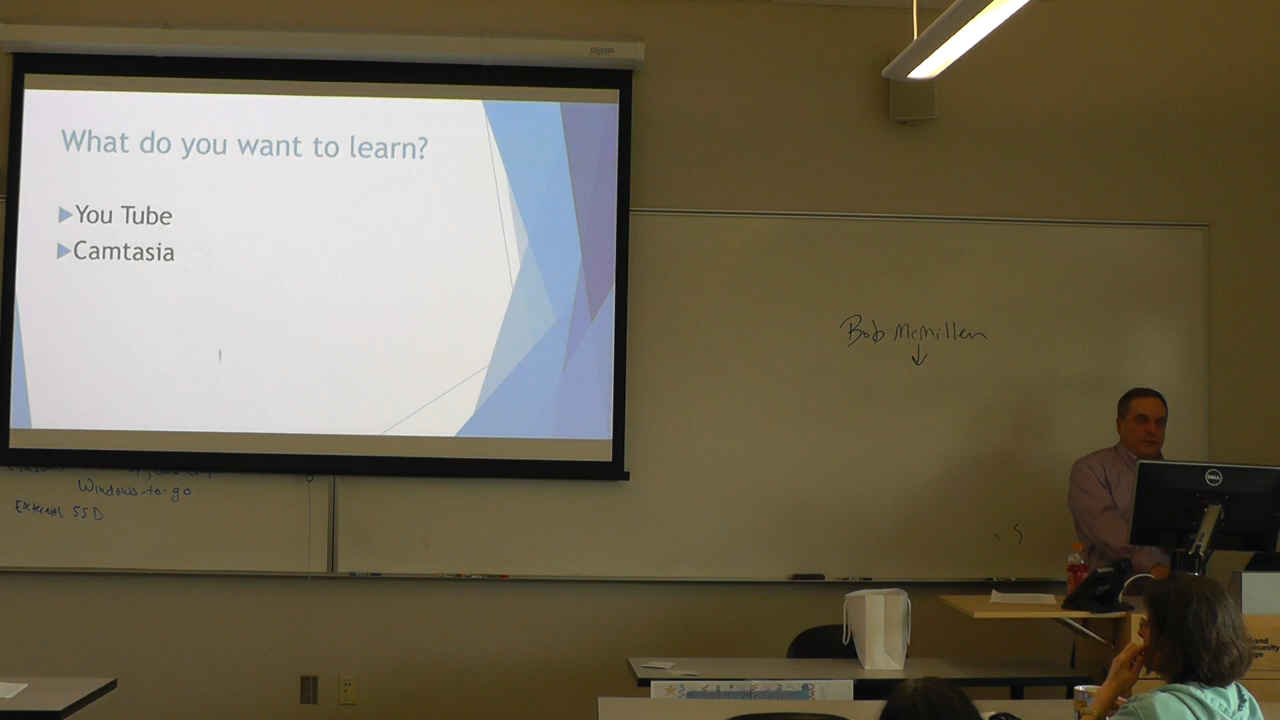 What do you want to learn?
You Tube
Camtasia
Bob McMillen
Windows-to-go
External SSD
DELL